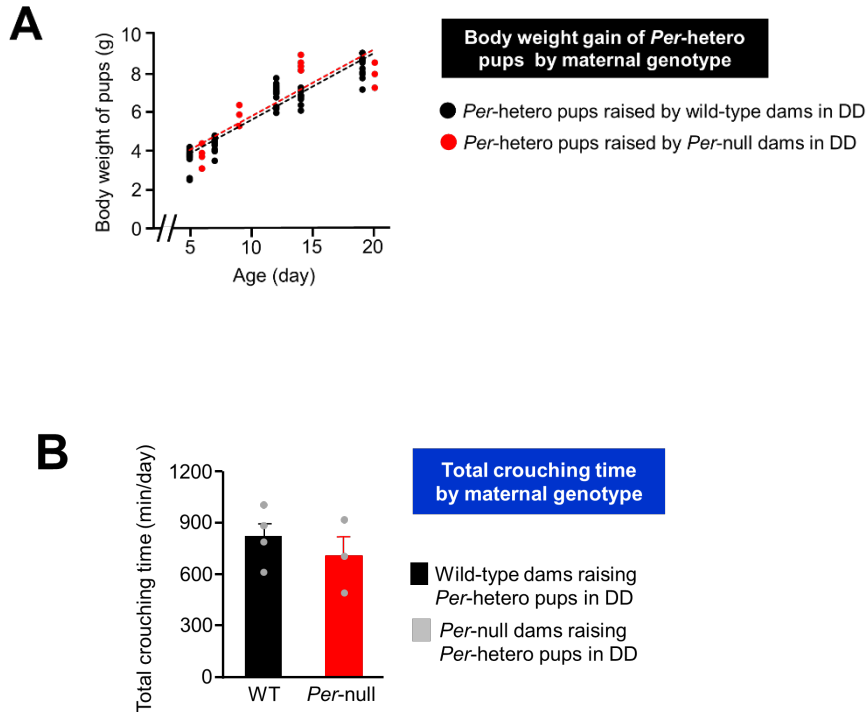 A
Body weight of pups (g)
10
8
6
4
2
0
5
10
15
20
Age (day)
Body weight gain of Per-hetero
pups by maternal genotype
Per-hetero pups raised by wild-type dams in DD
Per-hetero pups raised by Per-null dams in DD
B
Total crouching time (min/day)
1200
900
600
300
0
WT
Per-null
Total crouching time
by maternal genotype
Wild-type dams raising
Per-hetero pups in DD
Per-null dams raising
Per-hetero pups in DD